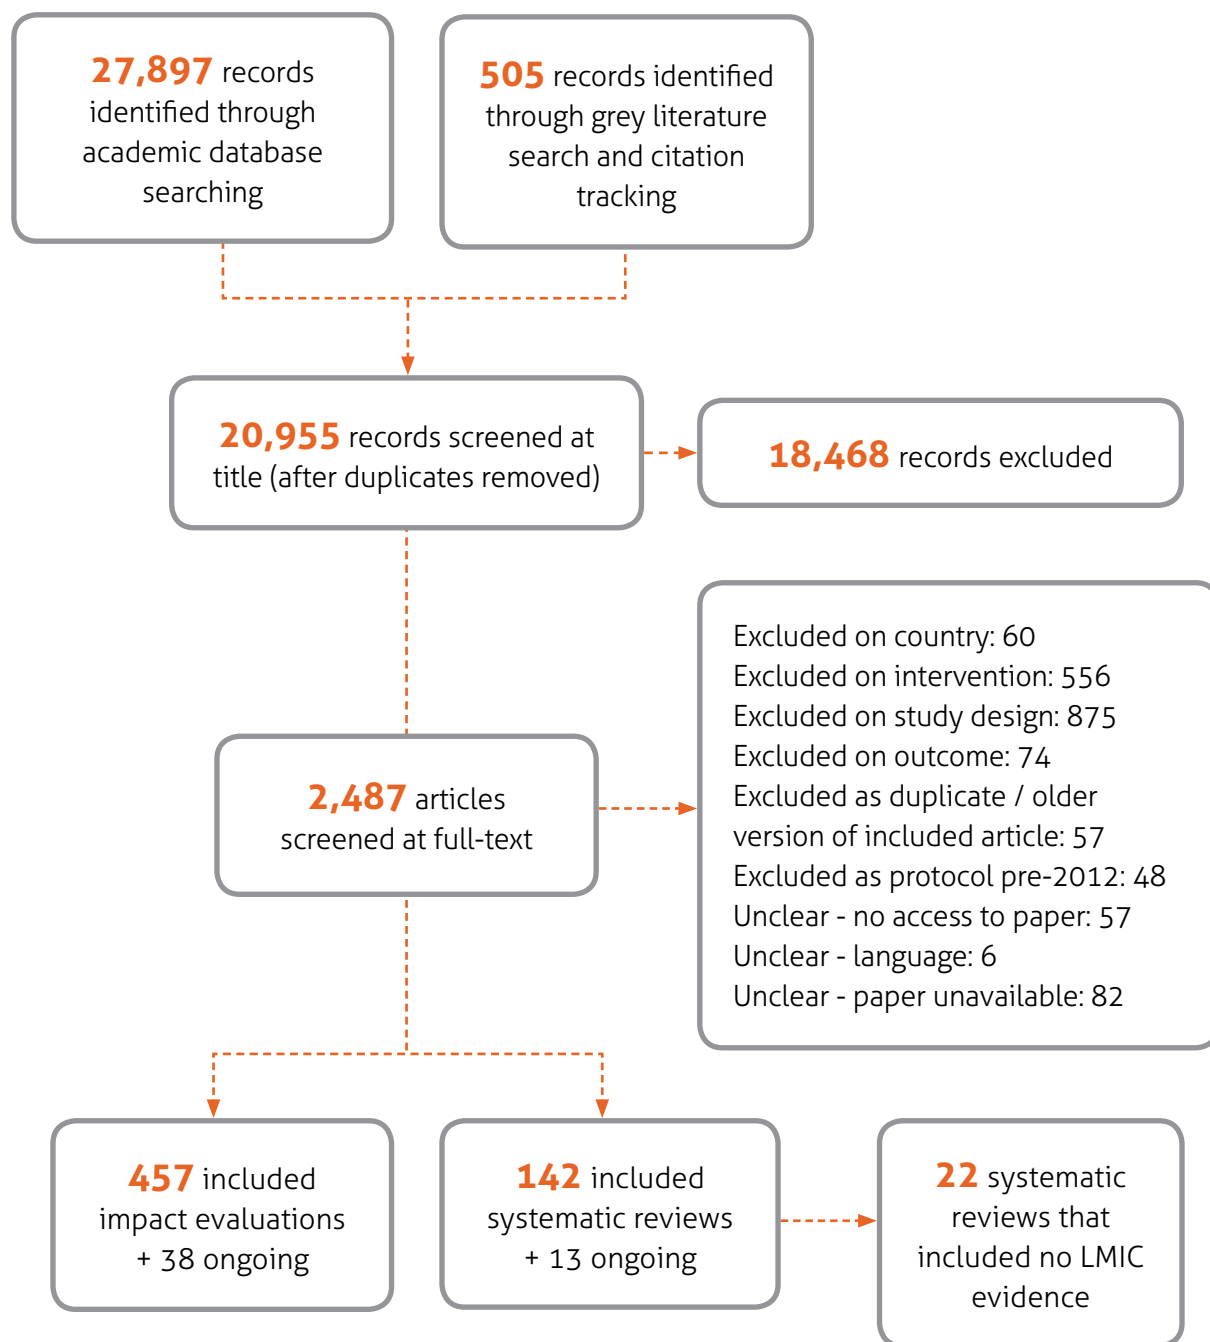 27,897 records
identified through
academic database
searching
505 records identified
through grey literature
search and citation
tracking
20,955 records screened at
title (after duplicates removed)
18,468 records excluded
2,487 articles
screened at full-text
Excluded on country: 60
Excluded on intervention: 556
Excluded on study design: 875
Excluded on outcome: 74
Excluded as duplicate / older
version of included article: 57
Excluded as protocol pre-2012: 48
Unclear - no access to paper: 57
Unclear - language: 6
Unclear - paper unavailable: 82
457 included
impact evaluations
+ 38 ongoing
142 included
systematic reviews
+ 13 ongoing
22 systematic
reviews that
included no LMIC
evidence